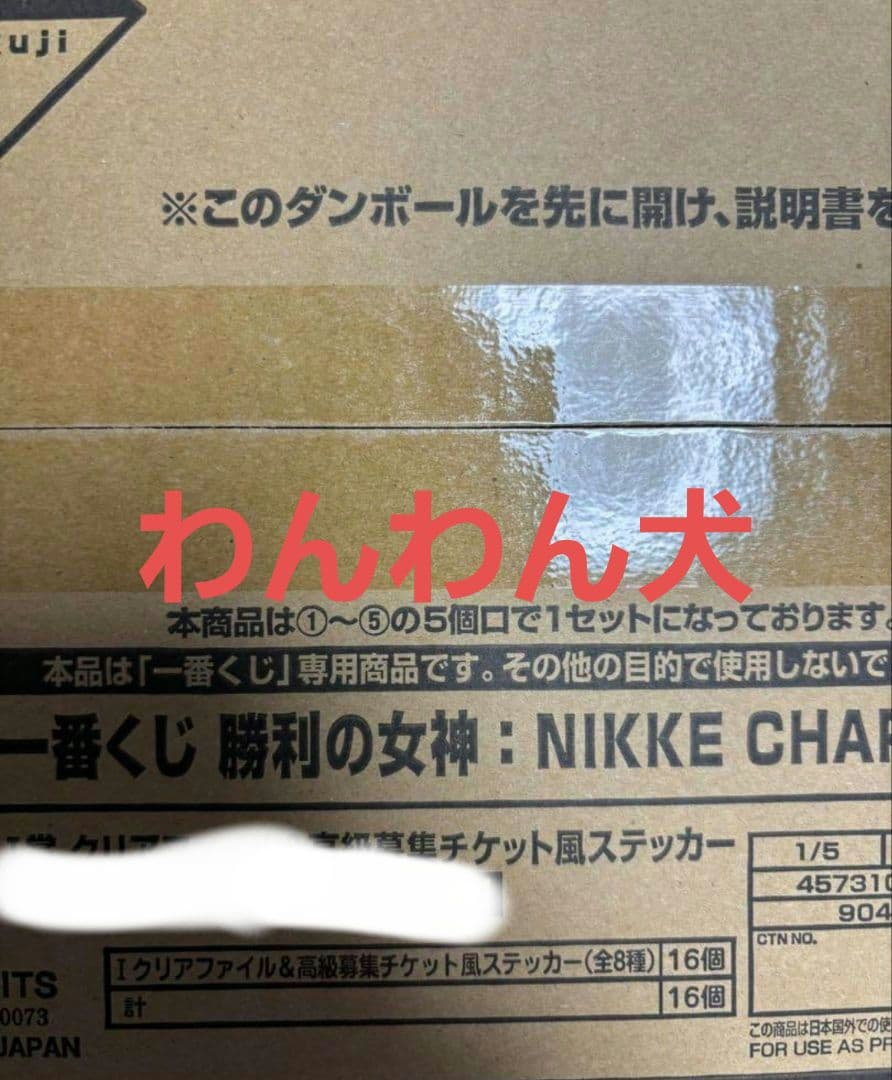 uji
※このダンボールを先に開け、説明書を
わんわん犬
本商品は①～⑤の5個口で1セットになっております。
本品は「一番くじ」専用商品です。その他の目的で使用しないで
一番くじ 勝利の女神：NIKKE CHAP
高級募集チケット風ステッカー
1/5
457310
904
CTN NO.
I クリアファイル&高級募集チケット風ステッカー(全8種) 16個
計 16個
ITS
0073
JAPAN
この商品は日本国外での使
FOR USE AS PR